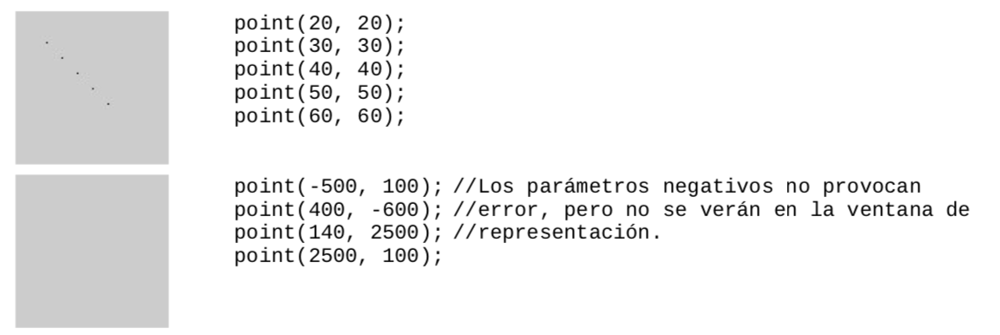 point(20, 20);
point(30, 30);
point(40, 40);
point(50, 50);
point(60, 60);
point(-500, 100); //Los parámetros negativos no provocan
point(400, -600); //error, pero no se verán en la ventana de
point(140, 2500); //representación.
point(2500, 100);